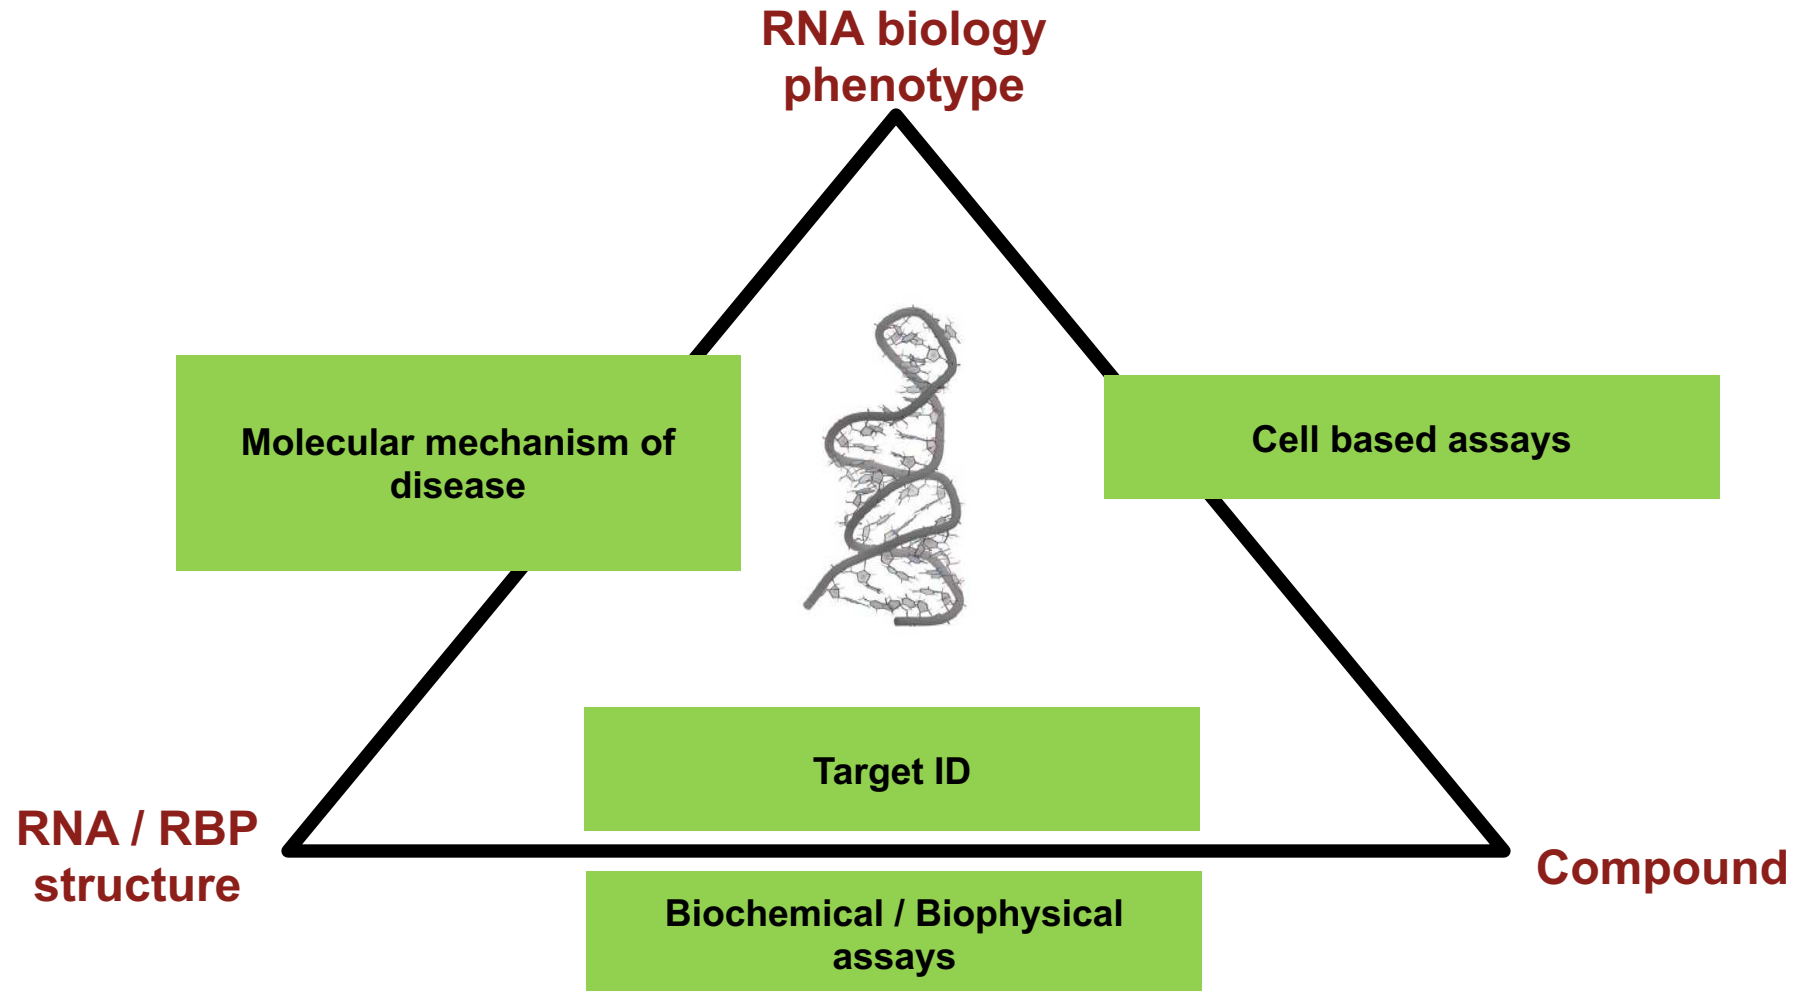 RNA biology
phenotype
Molecular mechanism of
disease
Cell based assays
Target ID
RNA / RBP
structure
Compound
Biochemical / Biophysical
assays